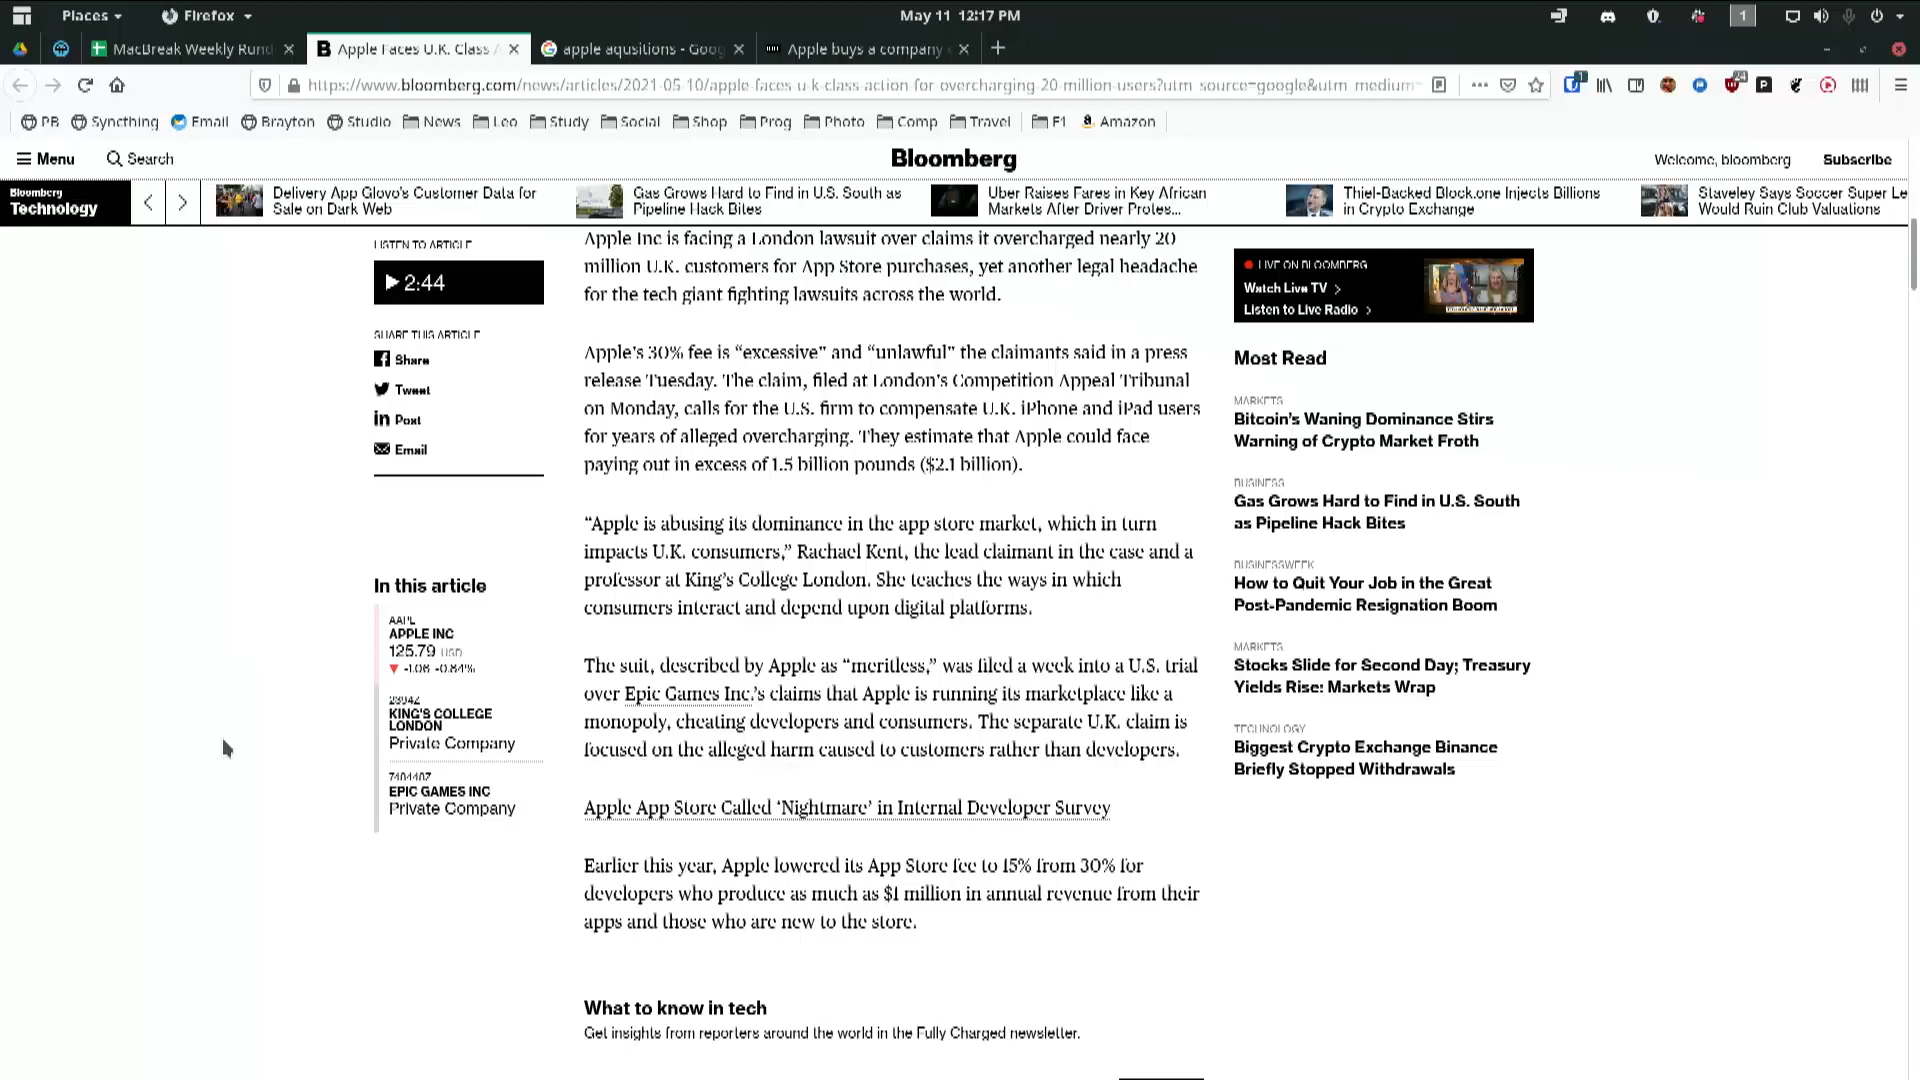 Places
Firefox
May 11 12:17 PM
1
MacBreak Weekly Rund
B Apple Faces U.K. Class A
apple aqusitions - Goog
Apple buys a company
https://www.bloomberg.com/news/articles/2021-05-10/apple-faces-u-k-class-action-for-overcharging-20-million-users?utm_source=google&utm_medium=
PB Syncthing Email Brayton Studio News Leo Study Social Shop Prog Photo Comp Travel F1 Amazon
Menu Search
Bloomberg
Welcome, bloomberg Subscribe
Bloomberg
Technology
Delivery App Glovo's Customer Data for
Sale on Dark Web
Gas Grows Hard to Find in U.S. South as
Pipeline Hack Bites
Uber Raises Fares in Key African
Markets After Driver Protes...
Thiel-Backed Block.one Injects Billions
in Crypto Exchange
Staveley Says Soccer Super Le
Would Ruin Club Valuations
LISTEN TO ARTICLE
2:44
SHARE THIS ARTICLE
Share
Tweet
Post
Email
In this article
AAPL
APPLE INC
125.79 USD
▼ -1.06 -0.84%
2394Z
KING'S COLLEGE
LONDON
Private Company
EPIC GAMES INC
Private Company
Apple Inc is facing a London lawsuit over claims it overcharged nearly 20
million U.K. customers for App Store purchases, yet another legal headache
for the tech giant fighting lawsuits across the world.
Apple's 30% fee is “excessive” and “unlawful” the claimants said in a press
release Tuesday. The claim, filed at London's Competition Appeal Tribunal
on Monday, calls for the U.S. firm to compensate U.K. iPhone and iPad users
for years of alleged overcharging. They estimate that Apple could face
paying out in excess of 1.5 billion pounds ($2.1 billion).
“Apple is abusing its dominance in the app store market, which in turn
impacts U.K. consumers,” Rachael Kent, the lead claimant in the case and a
professor at King's College London. She teaches the ways in which
consumers interact and depend upon digital platforms.
The suit, described by Apple as “meritless,” was filed a week into a U.S. trial
over Epic Games Inc.'s claims that Apple is running its marketplace like a
monopoly, cheating developers and consumers. The separate U.K. claim is
focused on the alleged harm caused to customers rather than developers.
Apple App Store Called ‘Nightmare’ in Internal Developer Survey
Earlier this year, Apple lowered its App Store fee to 15% from 30% for
developers who produce as much as $1 million in annual revenue from their
apps and those who are new to the store.
What to know in tech
Get insights from reporters around the world in the Fully Charged newsletter.
LIVE ON BLOOMBERG
Watch Live TV
Listen to Live Radio
Most Read
MARKETS
Bitcoin's Waning Dominance Stirs
Warning of Crypto Market Froth
BUSINESS
Gas Grows Hard to Find in U.S. South
as Pipeline Hack Bites
BUSINESSWEEK
How to Quit Your Job in the Great
Post-Pandemic Resignation Boom
MARKETS
Stocks Slide for Second Day; Treasury
Yields Rise: Markets Wrap
TECHNOLOGY
Biggest Crypto Exchange Binance
Briefly Stopped Withdrawals